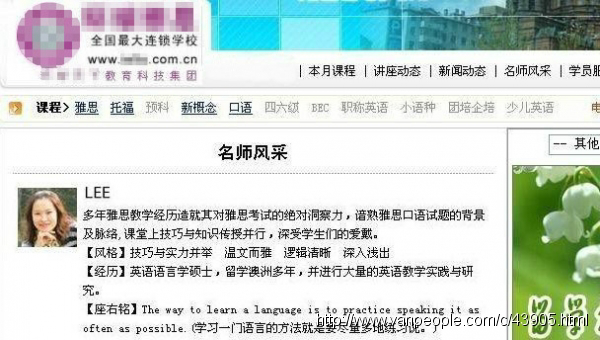 全国最大连锁学校
www. .com.cn
教育科技集团
| 本月课程 | 讲座动态 | 新闻动态 | 名师风采 | 学员服
课程> 雅思 托福 预科 新概念 口语 四六级 BEC 职称英语 小语种 团培企培 少儿英语
名师风采
-- 其他
LEE
多年雅思教学经历造就其对雅思考试的绝对洞察力，谙熟雅思口语试题的背景
及脉络,课堂上技巧与知识传授并行，深受学生们的爱戴。
【风格】技巧与实力并举 温文而雅 逻辑清晰 深入浅出
【经历】英语语言学硕士，留学澳洲多年，并进行大量的英语教学实践与研
究。
【座右铭】The way to learn a language is to practice speaking it as
often as possible.(学习一门语言的方法就是要尽量多地练习说。)
http://www.yanpeople.com/c/43905.html